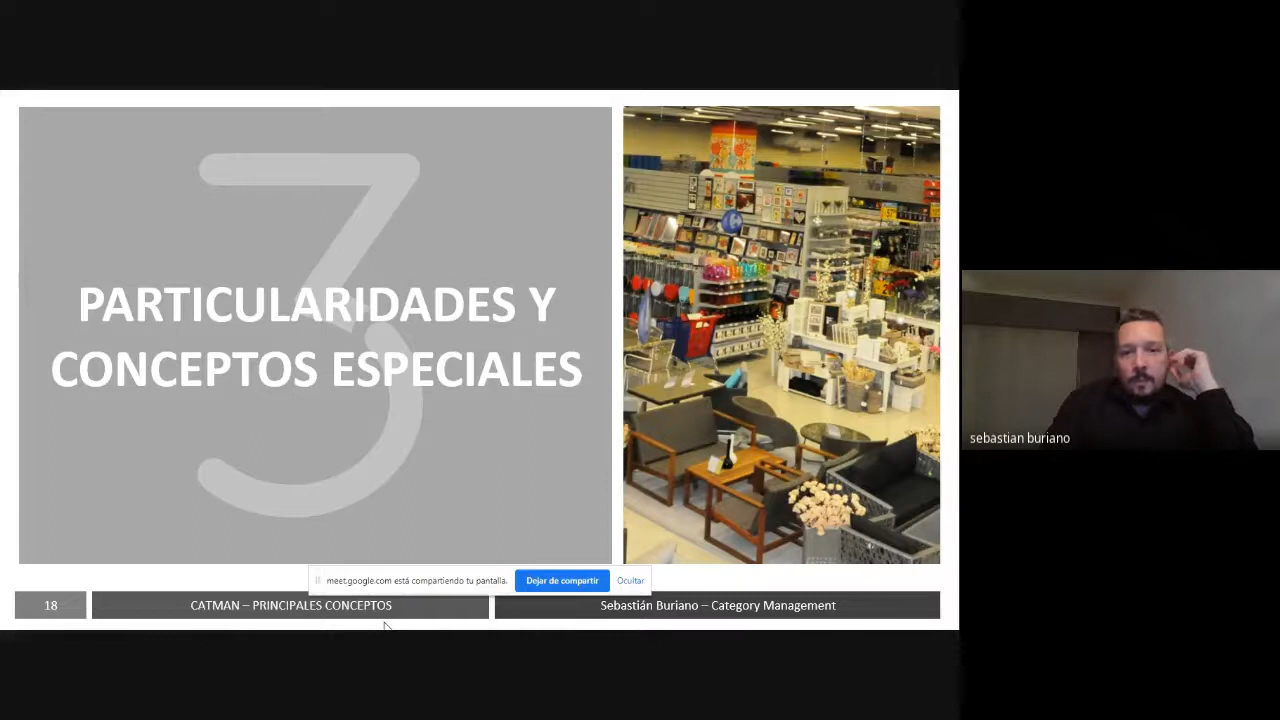 3
PARTICULARIDADES Y
CONCEPTOS ESPECIALES
meet.google.com está compartiendo tu pantalla.
Dejar de compartir
Ocultar
18
CATMAN – PRINCIPALES CONCEPTOS
Sebastián Buriano – Category Management
sebastian buriano